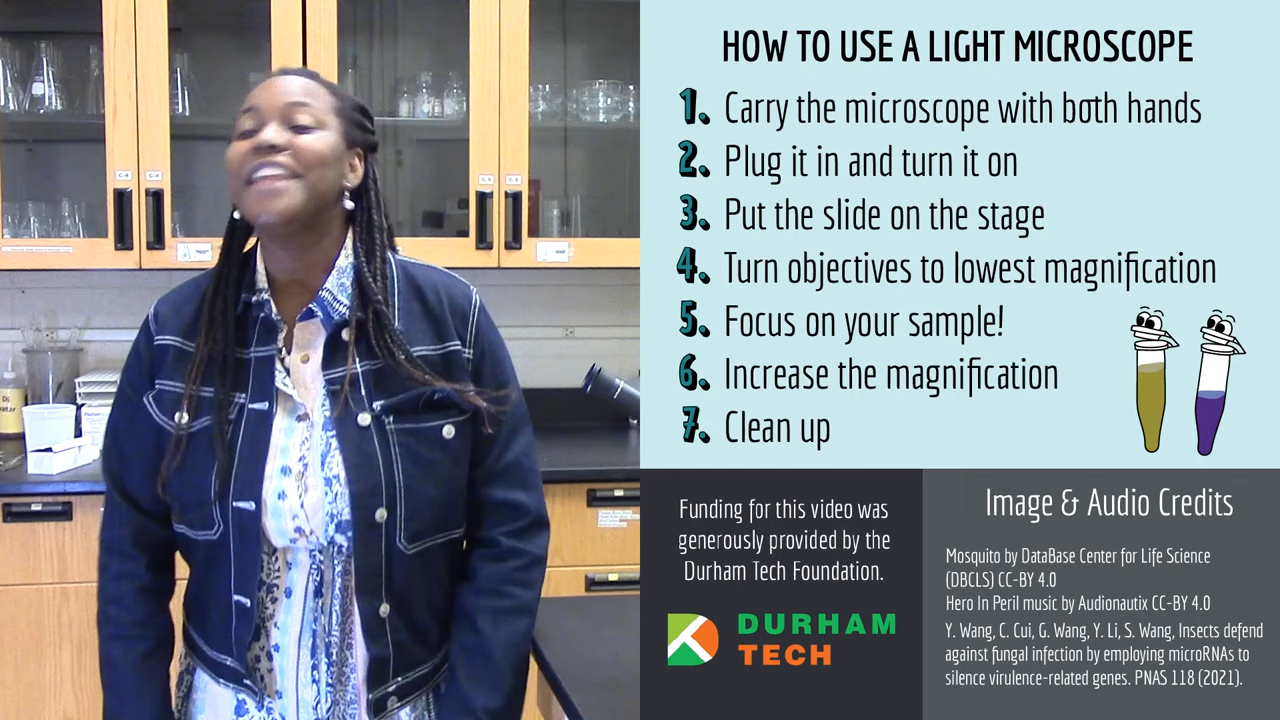 HOW TO USE A LIGHT MICROSCOPE
1. Carry the microscope with both hands
2. Plug it in and turn it on
3. Put the slide on the stage
4. Turn objectives to lowest magnification
5. Focus on your sample!
6. Increase the magnification
7. Clean up
Funding for this video was
generously provided by the
Durham Tech Foundation.
DURHAM
TECH
Image & Audio Credits
Mosquito by DataBase Center for Life Science
(DBCLS) CC-BY 4.0
Hero In Peril music by Audionautix CC-BY 4.0
Y. Wang, C. Cui, G. Wang, Y. Li, S. Wang, Insects defend
against fungal infection by employing microRNAs to
silence virulence-related genes. PNAS 118 (2021).
C-4
C-4